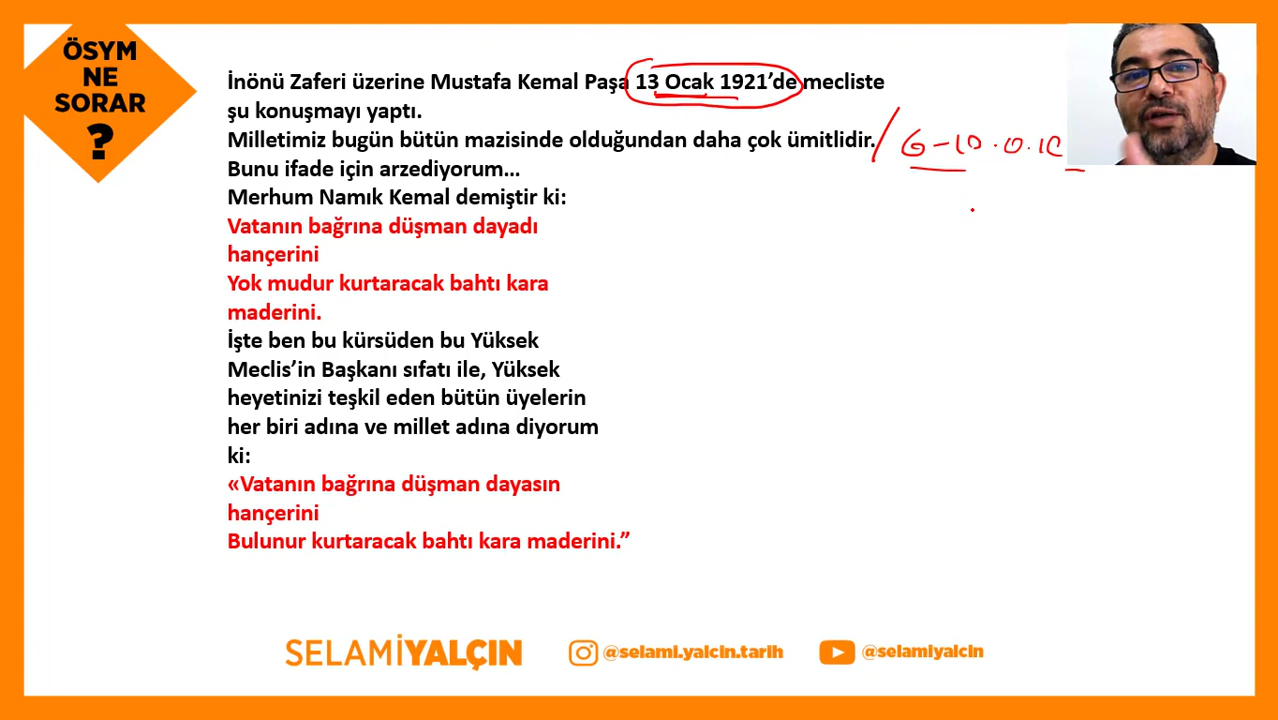 ÖSYM
NE
SORAR
?
İnönü Zaferi üzerine Mustafa Kemal Paşa 13 Ocak 1921’de mecliste
şu konuşmayı yaptı.
Milletimiz bugün bütün mazisinde olduğundan daha çok ümitlidir.
Bunu ifade için arzediyorum...
Merhum Namık Kemal demiştir ki:
Vatanın bağrına düşman dayadı
hançerini
Yok mudur kurtaracak bahtı kara
maderini.
İşte ben bu kürsüden bu Yüksek
Meclis’in Başkanı sıfatı ile, Yüksek
heyetinizi teşkil eden bütün üyelerin
her biri adına ve millet adına diyorum
ki:
«Vatanın bağrına düşman dayasın
hançerini
Bulunur kurtaracak bahtı kara maderini.”
6-10
SELAMİYALÇIN
@selami.yalcin.tarih
@selamiyalcin